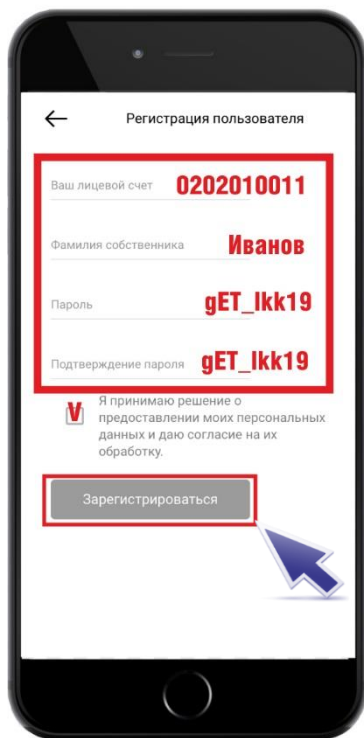 Регистрация пользователя
Ваш лицевой счет 0202010011
Фамилия собственника Иванов
Пароль gET_lkk19
Подтверждение пароля gET_lkk19
V Я принимаю решение о
предоставлении моих персональных
данных и даю согласие на их
обработку.
Зарегистрироваться